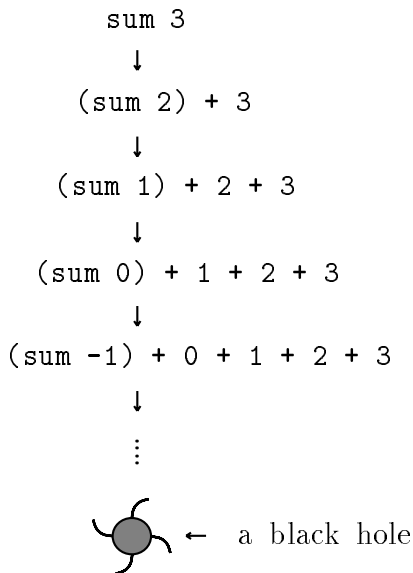 sum 3
↓
(sum 2) + 3
↓
(sum 1) + 2 + 3
↓
(sum 0) + 1 + 2 + 3
↓
(sum -1) + 0 + 1 + 2 + 3
↓
⋮
← a black hole